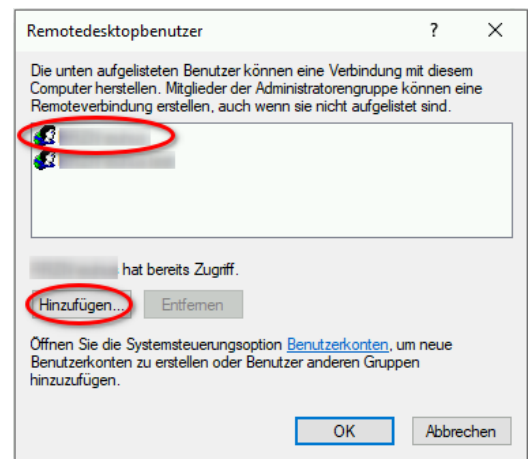 Remotedesktopbenutzer
Die unten aufgelisteten Benutzer können eine Verbindung mit diesem
Computer herstellen. Mitglieder der Administratorengruppe können eine
Remoteverbindung erstellen, auch wenn sie nicht aufgelistet sind.
hat bereits Zugriff.
Hinzufügen... Entfernen
Öffnen Sie die Systemsteuerungsoption Benutzerkonten, um neue
Benutzerkonten zu erstellen oder Benutzer anderen Gruppen
hinzuzufügen.
OK Abbrechen